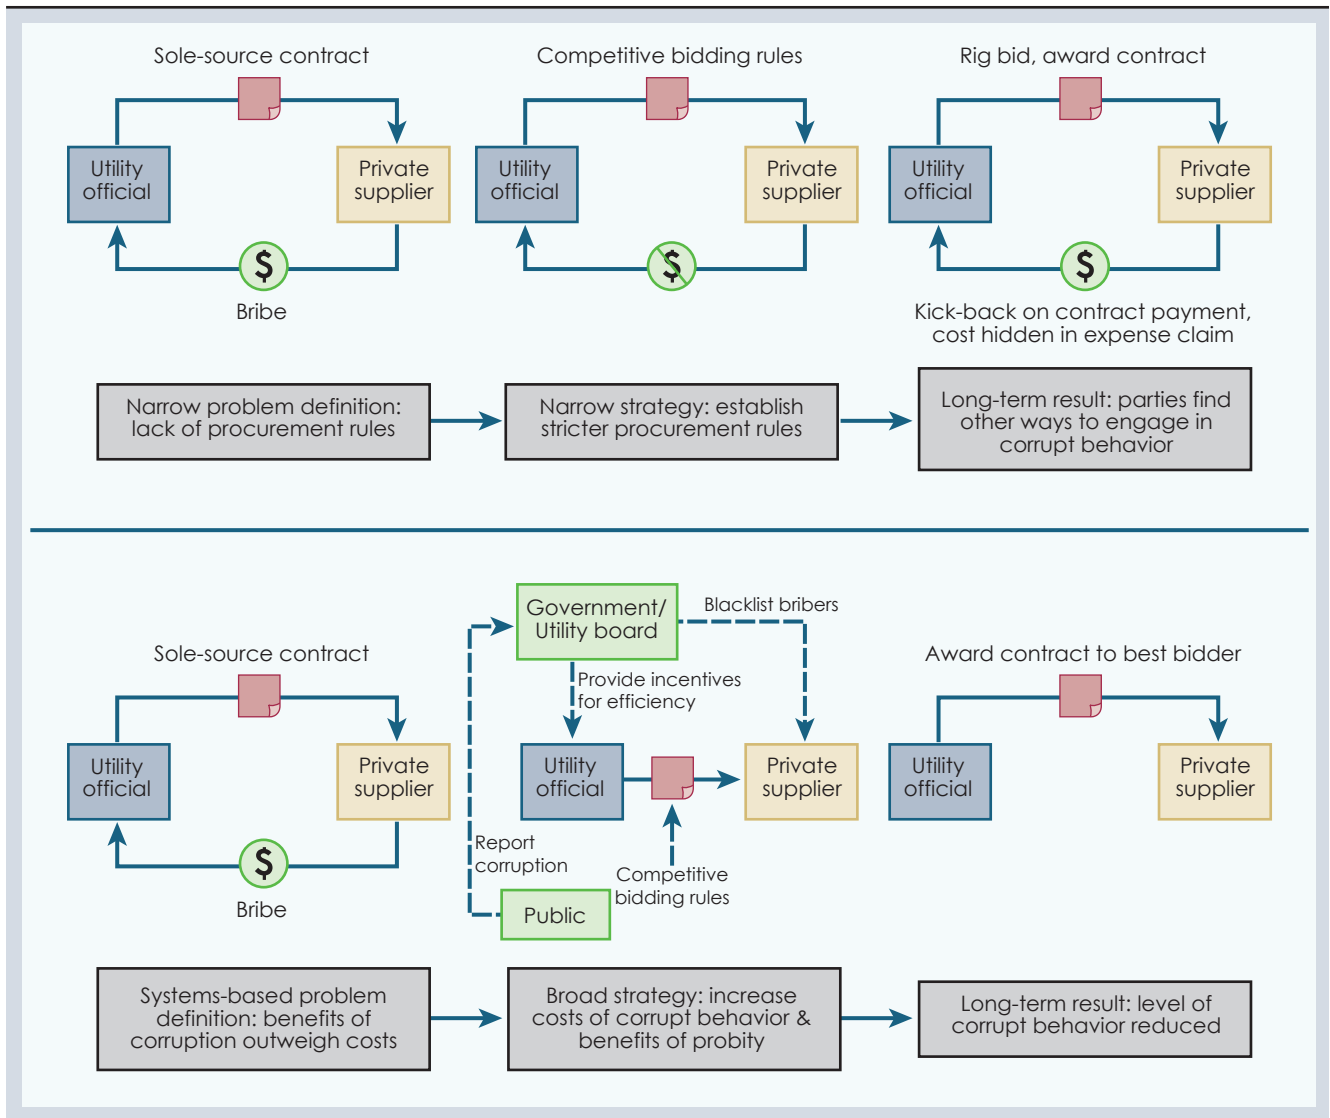 Sole-source contract
Competitive bidding rules
Rig bid, award contract
Utility
official
Private
supplier
Utility
official
Private
supplier
Utility
official
Private
supplier
$
$
$
Bribe
Kick-back on contract payment,
cost hidden in expense claim
Narrow problem definition:
lack of procurement rules
Narrow strategy: establish
stricter procurement rules
Long-term result: parties find
other ways to engage in
corrupt behavior
Sole-source contract
Utility
official
Private
supplier
$
Bribe
Government/
Utility board
Blacklist bribers
Provide incentives
for efficiency
Utility
official
Private
supplier
Report
corruption
Competitive
bidding rules
Public
Award contract to best bidder
Utility
official
Private
supplier
Systems-based problem
definition: benefits of
corruption outweigh costs
Broad strategy: increase
costs of corrupt behavior &
benefits of probity
Long-term result: level of
corrupt behavior reduced